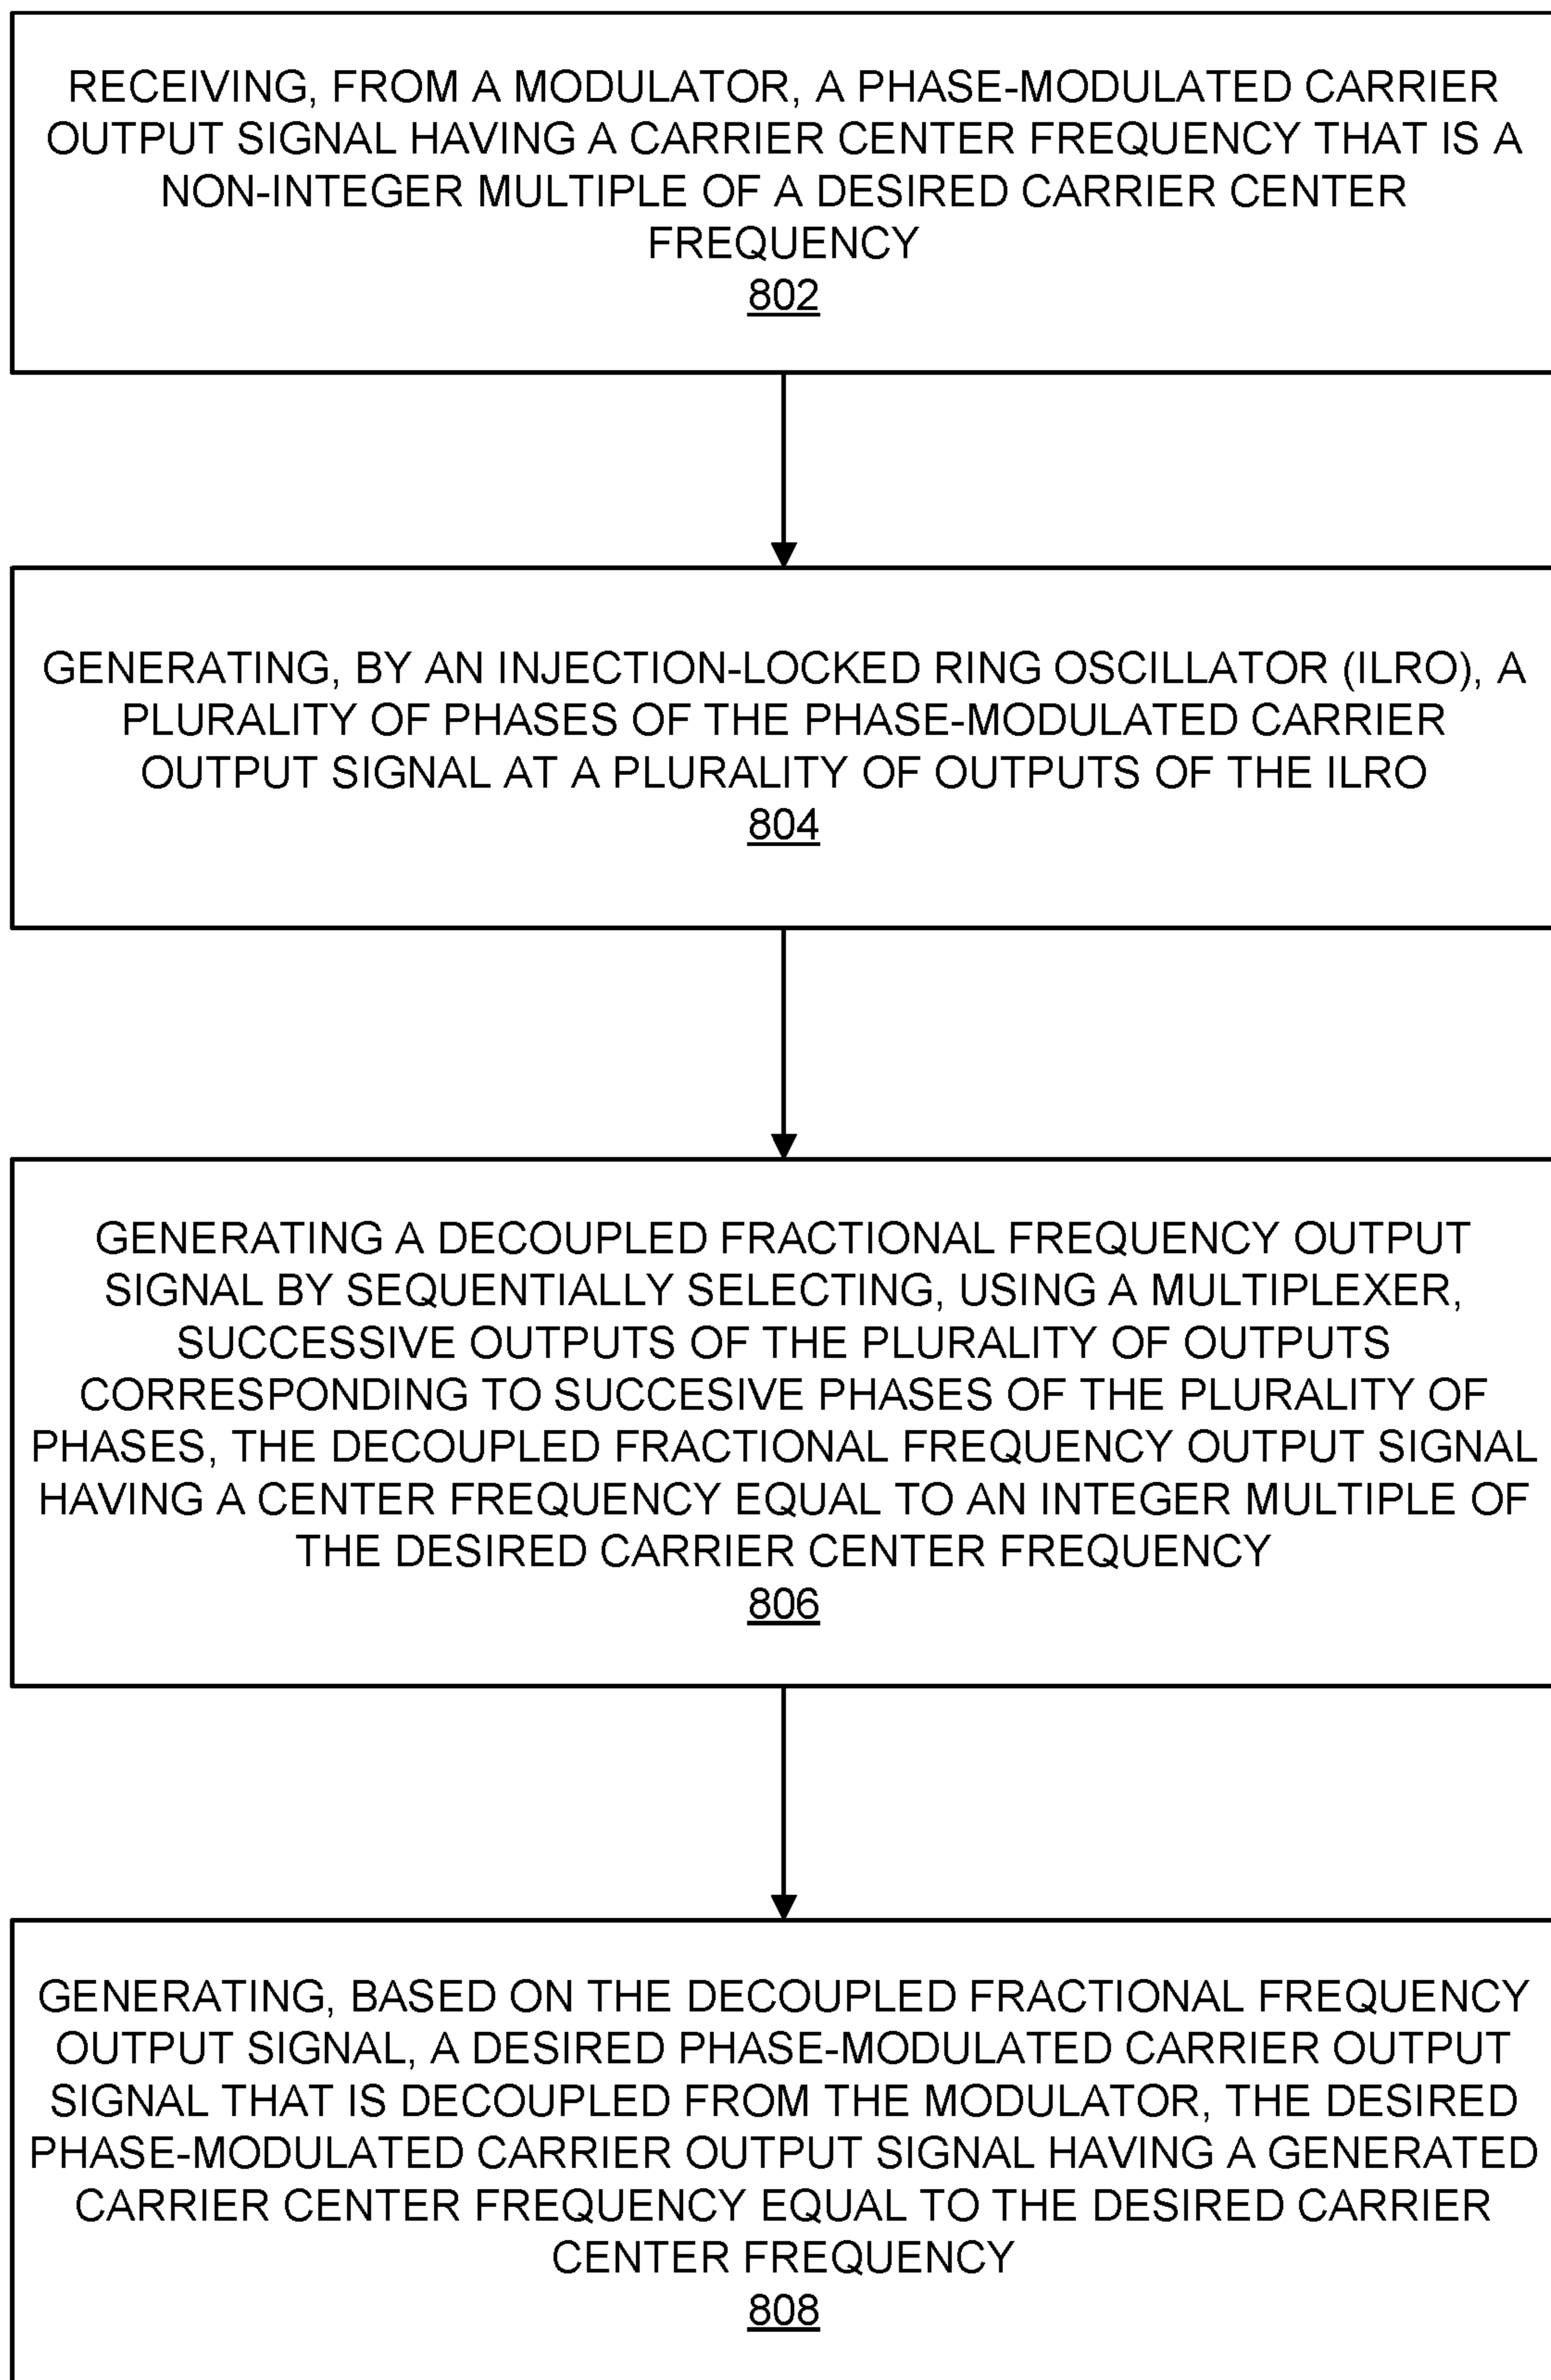 RECEIVING, FROM A MODULATOR, A PHASE-MODULATED CARRIER
OUTPUT SIGNAL HAVING A CARRIER CENTER FREQUENCY THAT IS A
NON-INTEGER MULTIPLE OF A DESIRED CARRIER CENTER
FREQUENCY
802
GENERATING, BY AN INJECTION-LOCKED RING OSCILLATOR (ILRO), A
PLURALITY OF PHASES OF THE PHASE-MODULATED CARRIER
OUTPUT SIGNAL AT A PLURALITY OF OUTPUTS OF THE ILRO
804
GENERATING A DECOUPLED FRACTIONAL FREQUENCY OUTPUT
SIGNAL BY SEQUENTIALLY SELECTING, USING A MULTIPLEXER,
SUCCESSIVE OUTPUTS OF THE PLURALITY OF OUTPUTS
CORRESPONDING TO SUCCESIVE PHASES OF THE PLURALITY OF
PHASES, THE DECOUPLED FRACTIONAL FREQUENCY OUTPUT SIGNAL
HAVING A CENTER FREQUENCY EQUAL TO AN INTEGER MULTIPLE OF
THE DESIRED CARRIER CENTER FREQUENCY
806
GENERATING, BASED ON THE DECOUPLED FRACTIONAL FREQUENCY
OUTPUT SIGNAL, A DESIRED PHASE-MODULATED CARRIER OUTPUT
SIGNAL THAT IS DECOUPLED FROM THE MODULATOR, THE DESIRED
PHASE-MODULATED CARRIER OUTPUT SIGNAL HAVING A GENERATED
CARRIER CENTER FREQUENCY EQUAL TO THE DESIRED CARRIER
CENTER FREQUENCY
808